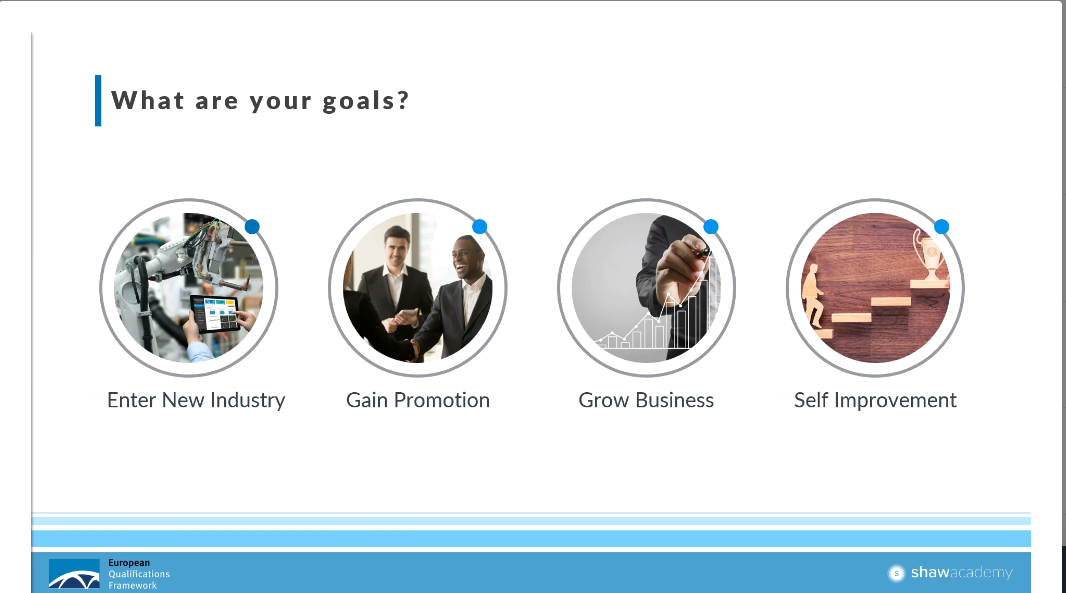 What are your goals?
Enter New Industry
Gain Promotion
Grow Business
Self Improvement
European
Qualifications
Framework
s shawacademy